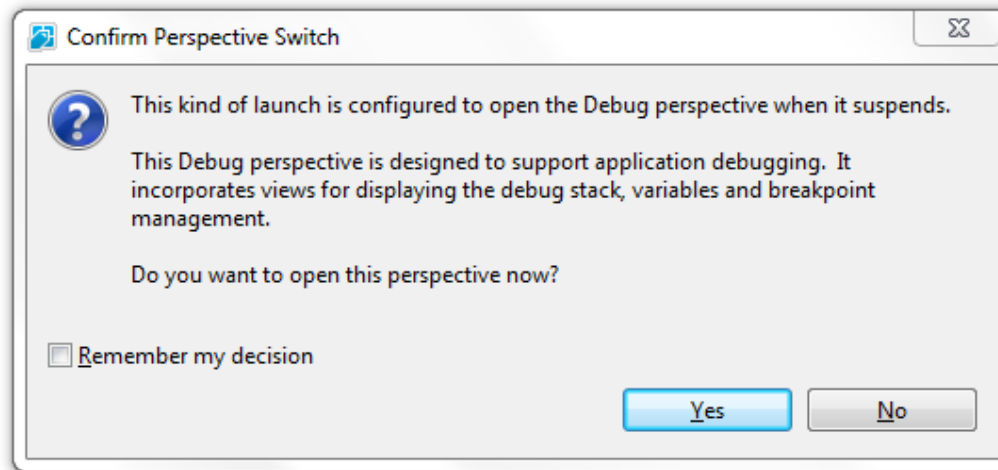 Confirm Perspective Switch
This kind of launch is configured to open the Debug perspective when it suspends.
This Debug perspective is designed to support application debugging.  It
incorporates views for displaying the debug stack, variables and breakpoint
management.
Do you want to open this perspective now?
Remember my decision
Yes
No